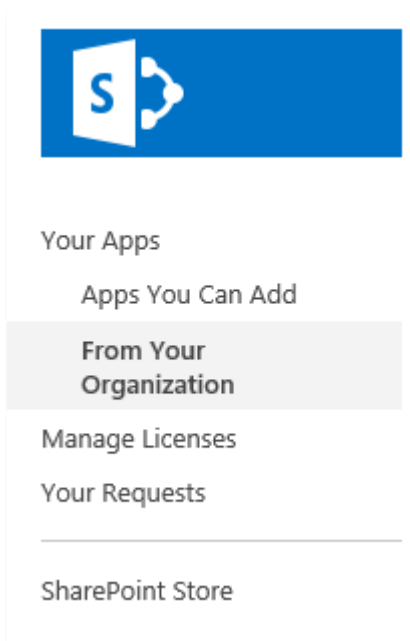 S
Your Apps
Apps You Can Add
From Your
Organization
Manage Licenses
Your Requests
SharePoint Store